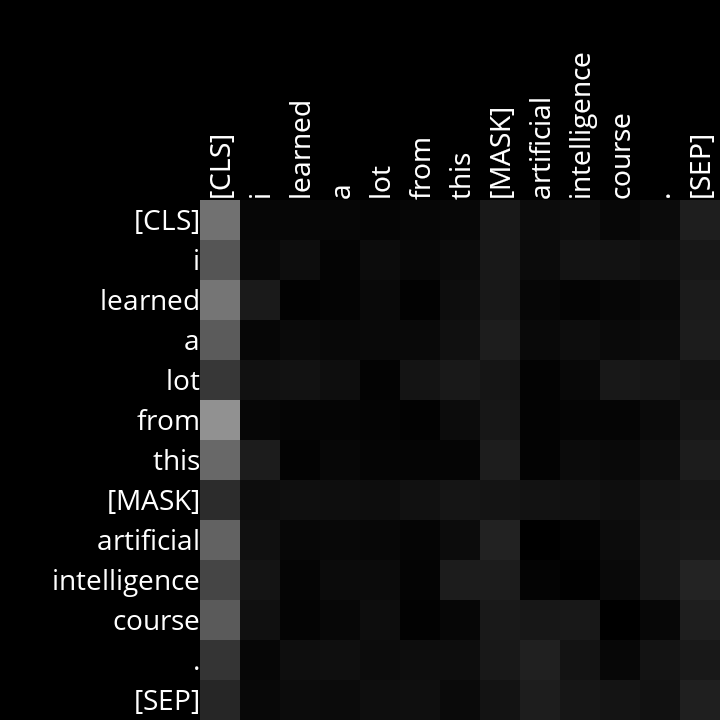 [CLS]
i
learned
a
lot
from
this
[MASK]
artificial
intelligence
course
.
[SEP]
[CLS]
i
learned
a
lot
from
this
[MASK]
artificial
intelligence
course
.
[SEP]